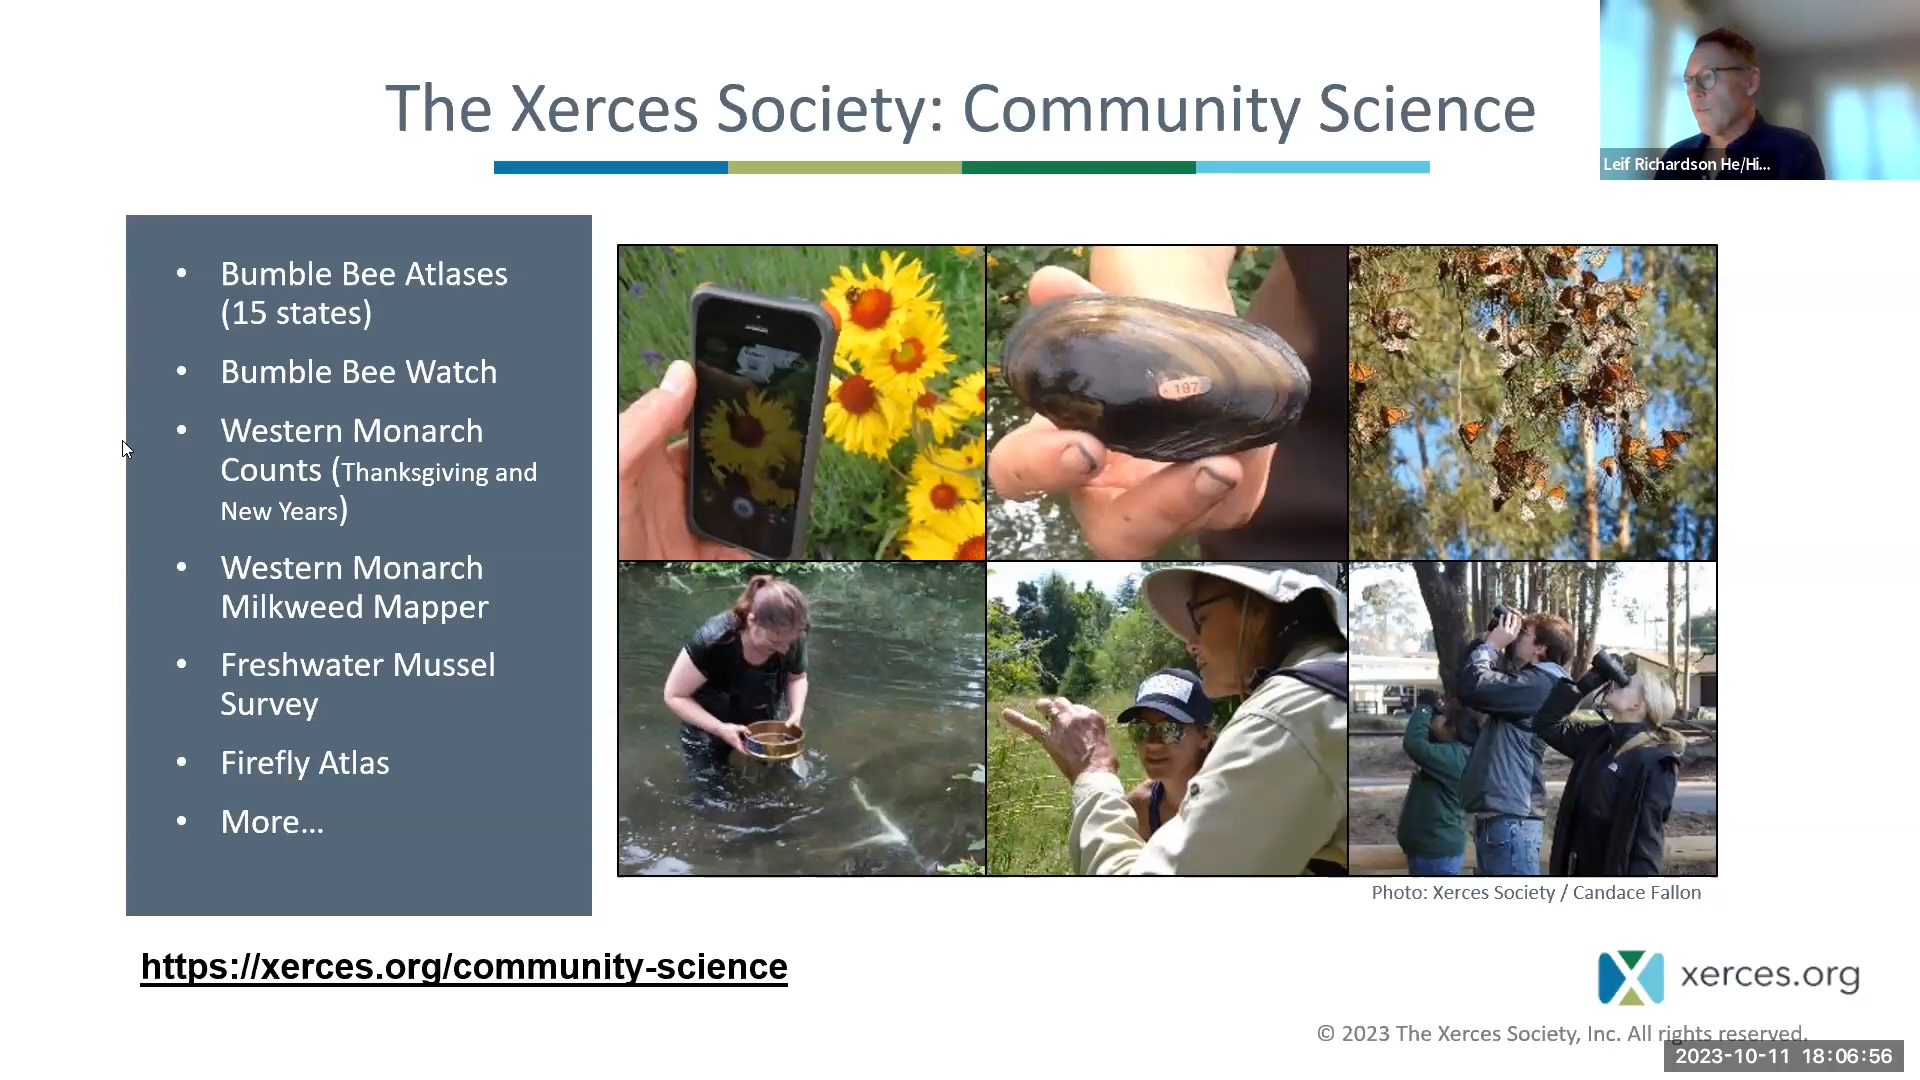 The Xerces Society: Community Science
Leif Richardson He/Hi...
• Bumble Bee Atlases
(15 states)
• Bumble Bee Watch
• Western Monarch
Counts (Thanksgiving and
New Years)
• Western Monarch
Milkweed Mapper
• Freshwater Mussel
Survey
• Firefly Atlas
• More...
197
Photo: Xerces Society / Candace Fallon
https://xerces.org/community-science
xerces.org
© 2023 The Xerces Society, Inc. All rights reserved.
2023-10-11 18:06:56